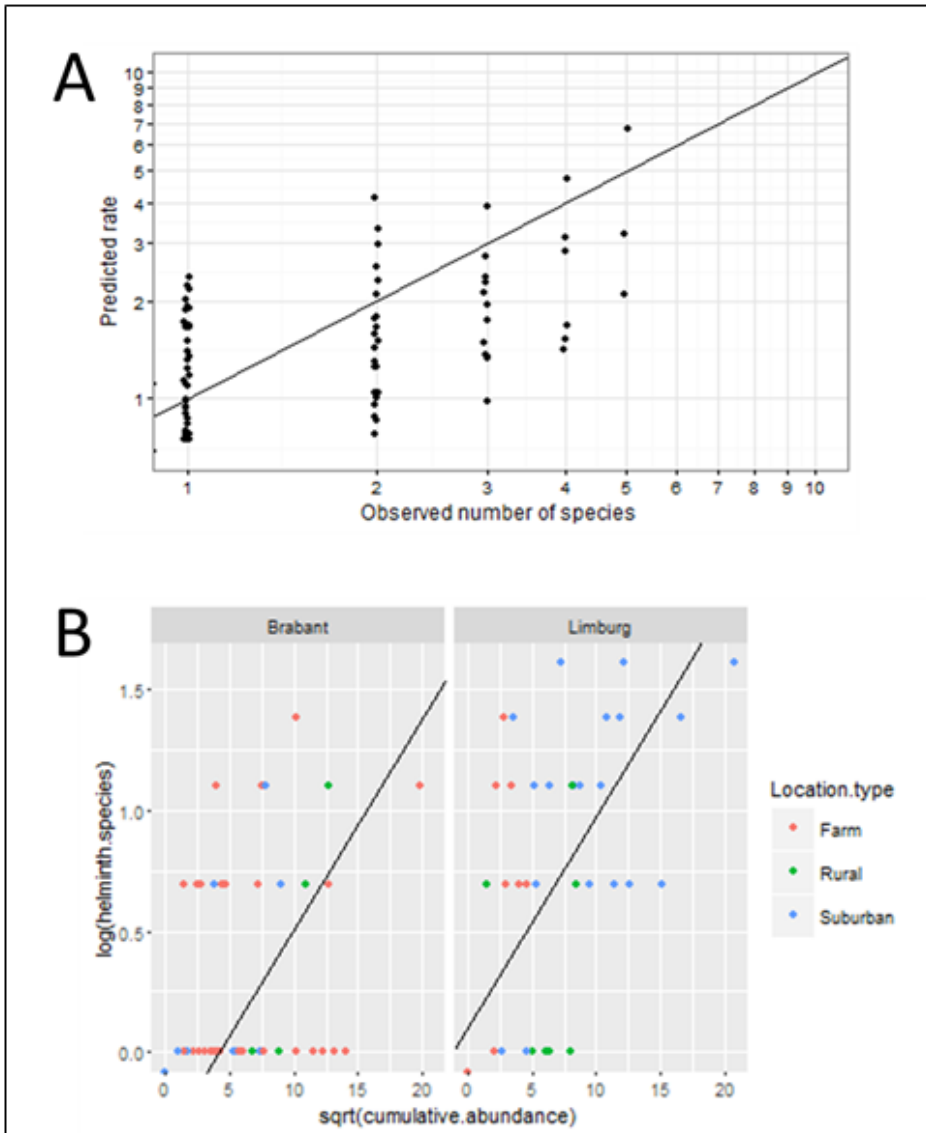 A
10
9
8
7
6
5
4
3
2
1
Predicted rate
1 2 3 4 5 6 7 8 9 10
Observed number of species
B
Brabant Limburg
1.5
1.0
0.5
0.0
log(helminth.species)
0 5 10 15 20 0 5 10 15 20
sqrt(cumulative.abundance)
Location.type
Farm
Rural
Suburban